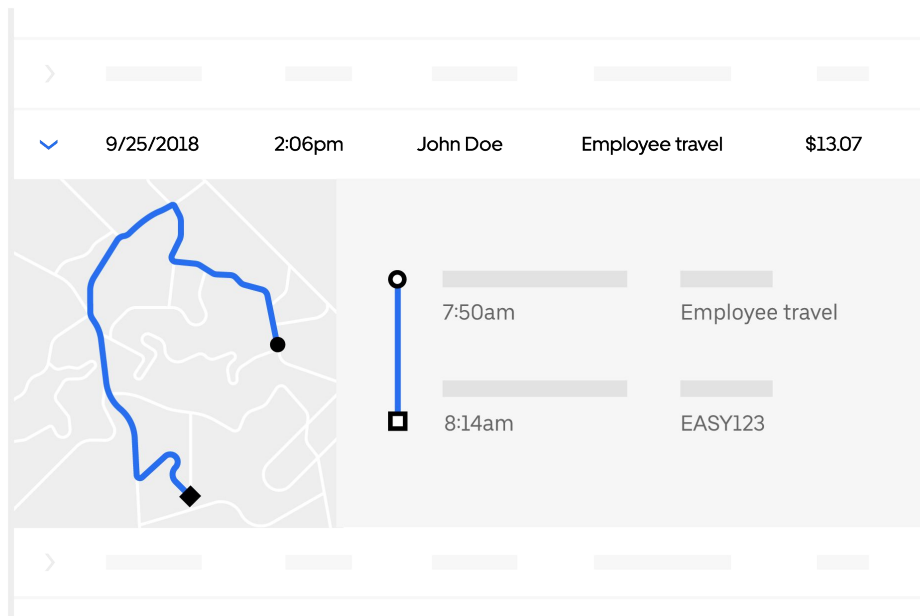 9/25/2018 2:06pm John Doe Employee travel $13.07
7:50am Employee travel
8:14am EASY123